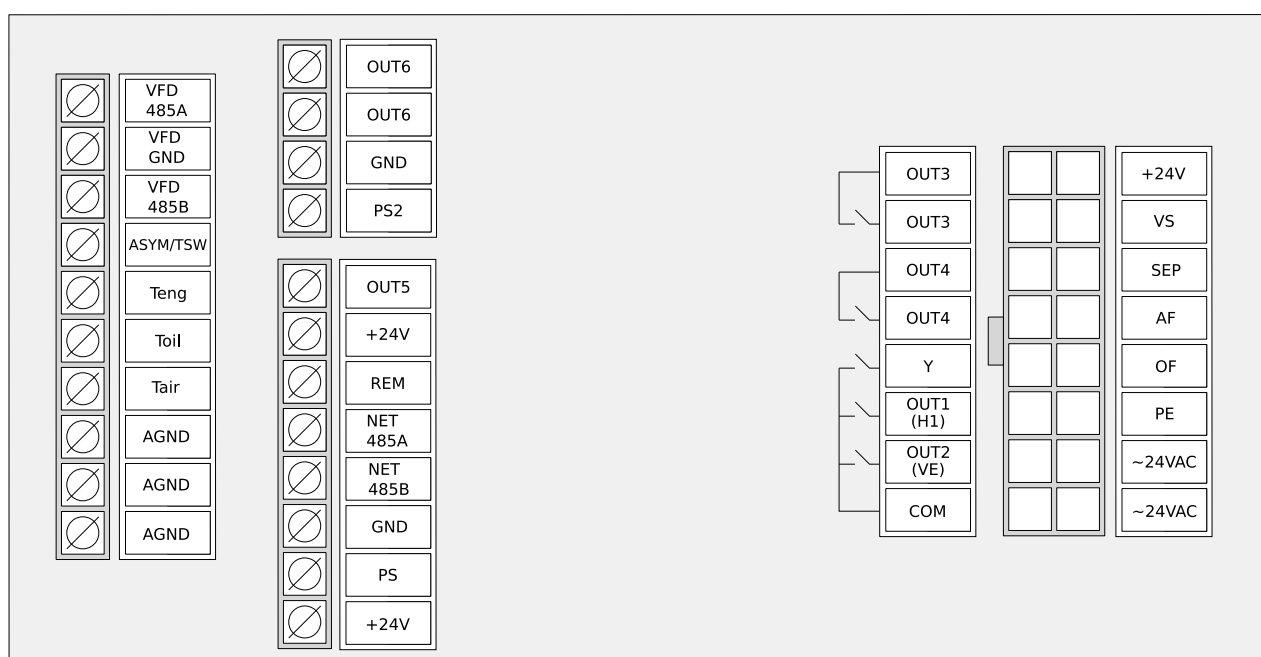 VFD
485A
VFD
GND
VFD
485B
ASYM/TSW
Teng
Toil
Tair
AGND
AGND
AGND
OUT6
OUT6
GND
PS2
OUT5
+24V
REM
NET
485A
NET
485B
GND
PS
+24V
OUT3
OUT3
OUT4
OUT4
Y
OUT1
(H1)
OUT2
(VE)
COM
+24V
VS
SEP
AF
OF
PE
~24VAC
~24VAC